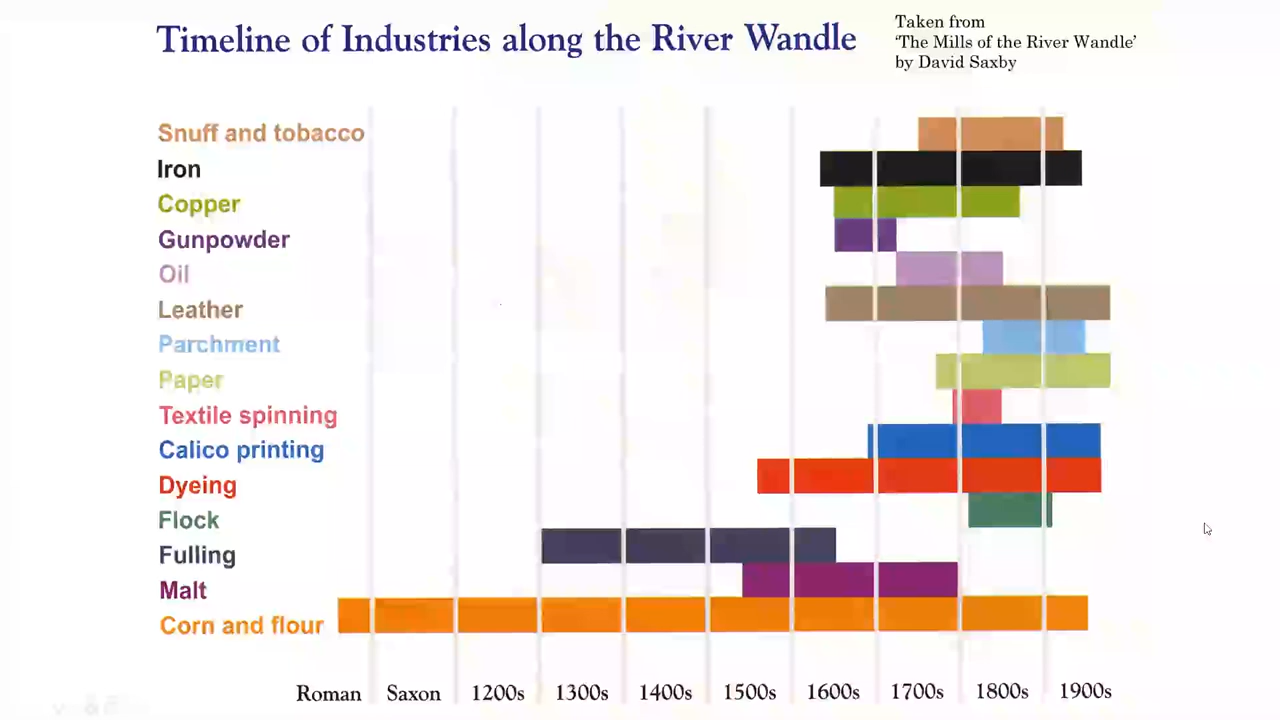 Timeline of Industries along the River Wandle
Taken from
‘The Mills of the River Wandle’
by David Saxby
Snuff and tobacco
Iron
Copper
Gunpowder
Oil
Leather
Parchment
Paper
Textile spinning
Calico printing
Dyeing
Flock
Fulling
Malt
Corn and flour
Roman Saxon 1200s 1300s 1400s 1500s 1600s 1700s 1800s 1900s